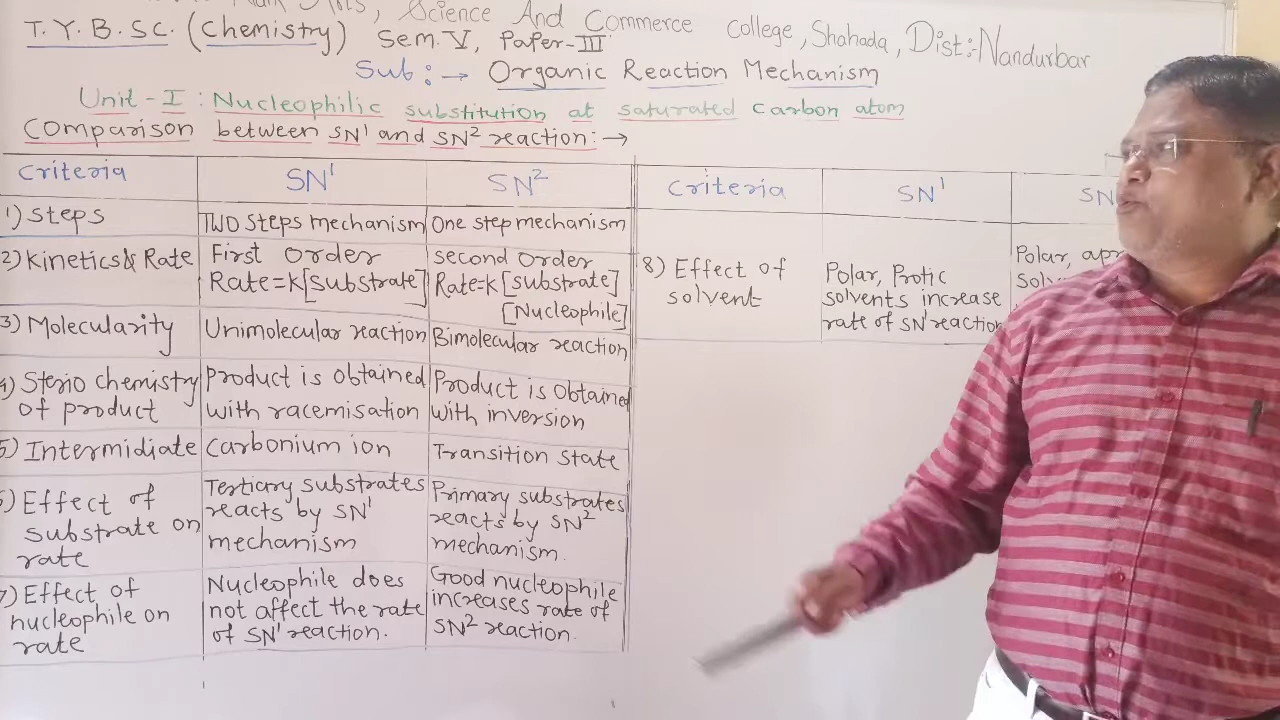 Science And Commerce College, Shahada, Dist:- Nandurbar
T.Y.B.SC. (Chemistry) Sem. V, Paper-III
Sub:→ Organic Reaction Mechanism
Unit-I: Nucleophilic substitution at saturated carbon atom
Comparison between SN¹ and SN² reaction:→
Criteria SN¹ SN²
1) Steps Two steps mechanism One step mechanism
2) Kinetics & Rate First order second order
Rate=k[Substrate] Rate=k[substrate]
[Nucleophile]
3) Molecularity Unimolecular reaction Bimolecular reaction
4) Sterio chemistry Product is obtained Product is obtained
of product with racemisation with inversion
5) Intermidiate Carbonium ion Transition state
6) Effect of Tertiary substrates Primary substrates
substrate on reacts by SN¹ reacts by SN²
rate mechanism mechanism.
7) Effect of Nucleophile does Good nucleophile
nucleophile on not affect the rate increases rate of
rate of SN¹ reaction. SN² reaction.
Criteria SN¹ SN
8) Effect of Polar, Protic Polar, apr
solvent solvents increase Solv
rate of SN¹ reaction